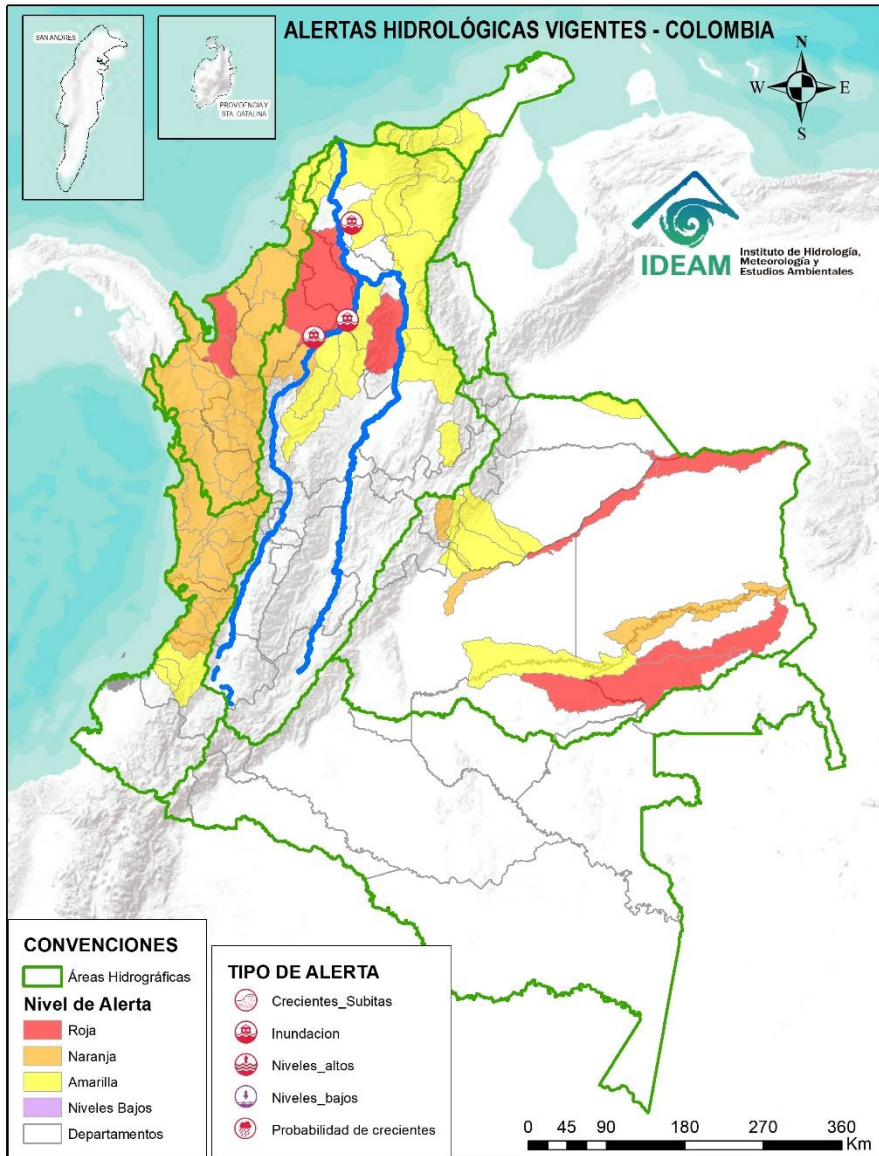 ALERTAS HIDROLÓGICAS VIGENTES - COLOMBIA
SAN ANDRÉS
PROVIDENCIA Y
STA. CATALINA
N
W
E
S
IDEAM
Instituto de Hidrología,
Meteorología y
Estudios Ambientales
CONVENCIONES
Áreas Hidrográficas
Nivel de Alerta
Roja
Naranja
Amarilla
Niveles Bajos
Departamentos
TIPO DE ALERTA
Crecientes_Subitas
Inundacion
Niveles_altos
Niveles_bajos
Probabilidad de crecientes
0 45 90 180 270 360
Km